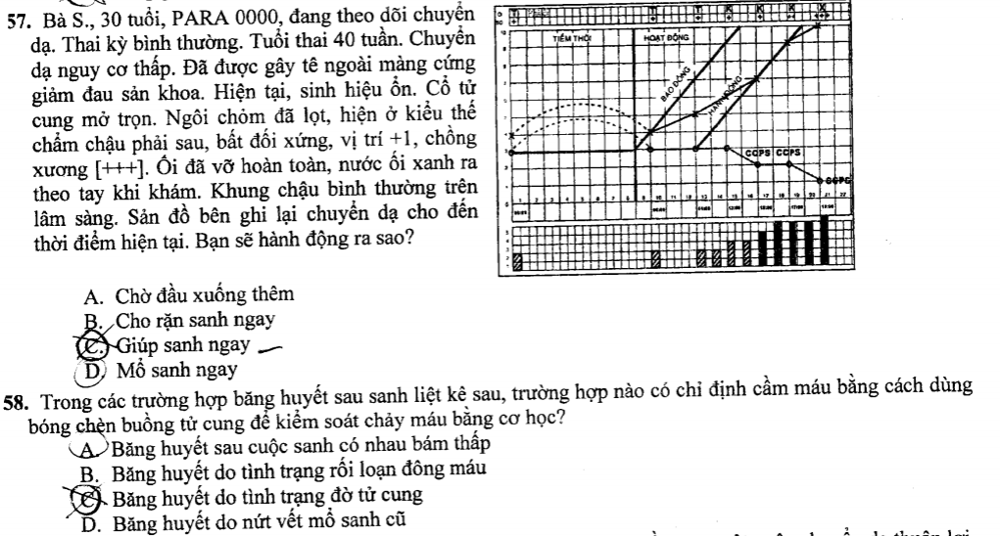 57. Bà S., 30 tuổi, PARA 0000, đang theo dõi chuyển
dạ. Thai kỳ bình thường. Tuổi thai 40 tuần. Chuyển
dạ nguy cơ thấp. Đã được gây tê ngoài màng cứng
giảm đau sản khoa. Hiện tại, sinh hiệu ổn. Cổ tử
cung mở trọn. Ngôi chỏm đã lọt, hiện ở kiểu thế
chẩm chậu phải sau, bất đối xứng, vị trí +1, chồng
xương [+++]. Ối đã vỡ hoàn toàn, nước ối xanh ra
theo tay khi khám. Khung chậu bình thường trên
lâm sàng. Sản đồ bên ghi lại chuyển dạ cho đến
thời điểm hiện tại. Bạn sẽ hành động ra sao?
TIỀM THỜI
HOẠT ĐỘNG
BÁO ĐỘNG
HÀNH ĐỘNG
CCPS CCPS
A. Chờ đầu xuống thêm
B. Cho rặn sanh ngay
C. Giúp sanh ngay
D. Mổ sanh ngay
58. Trong các trường hợp băng huyết sau sanh liệt kê sau, trường hợp nào có chỉ định cầm máu bằng cách dùng
bóng chèn buồng tử cung để kiểm soát chảy máu bằng cơ học?
A. Băng huyết sau cuộc sanh có nhau bám thấp
B. Băng huyết do tình trạng rối loạn đông máu
C. Băng huyết do tình trạng đờ tử cung
D. Băng huyết do nứt vết mổ sanh cũ